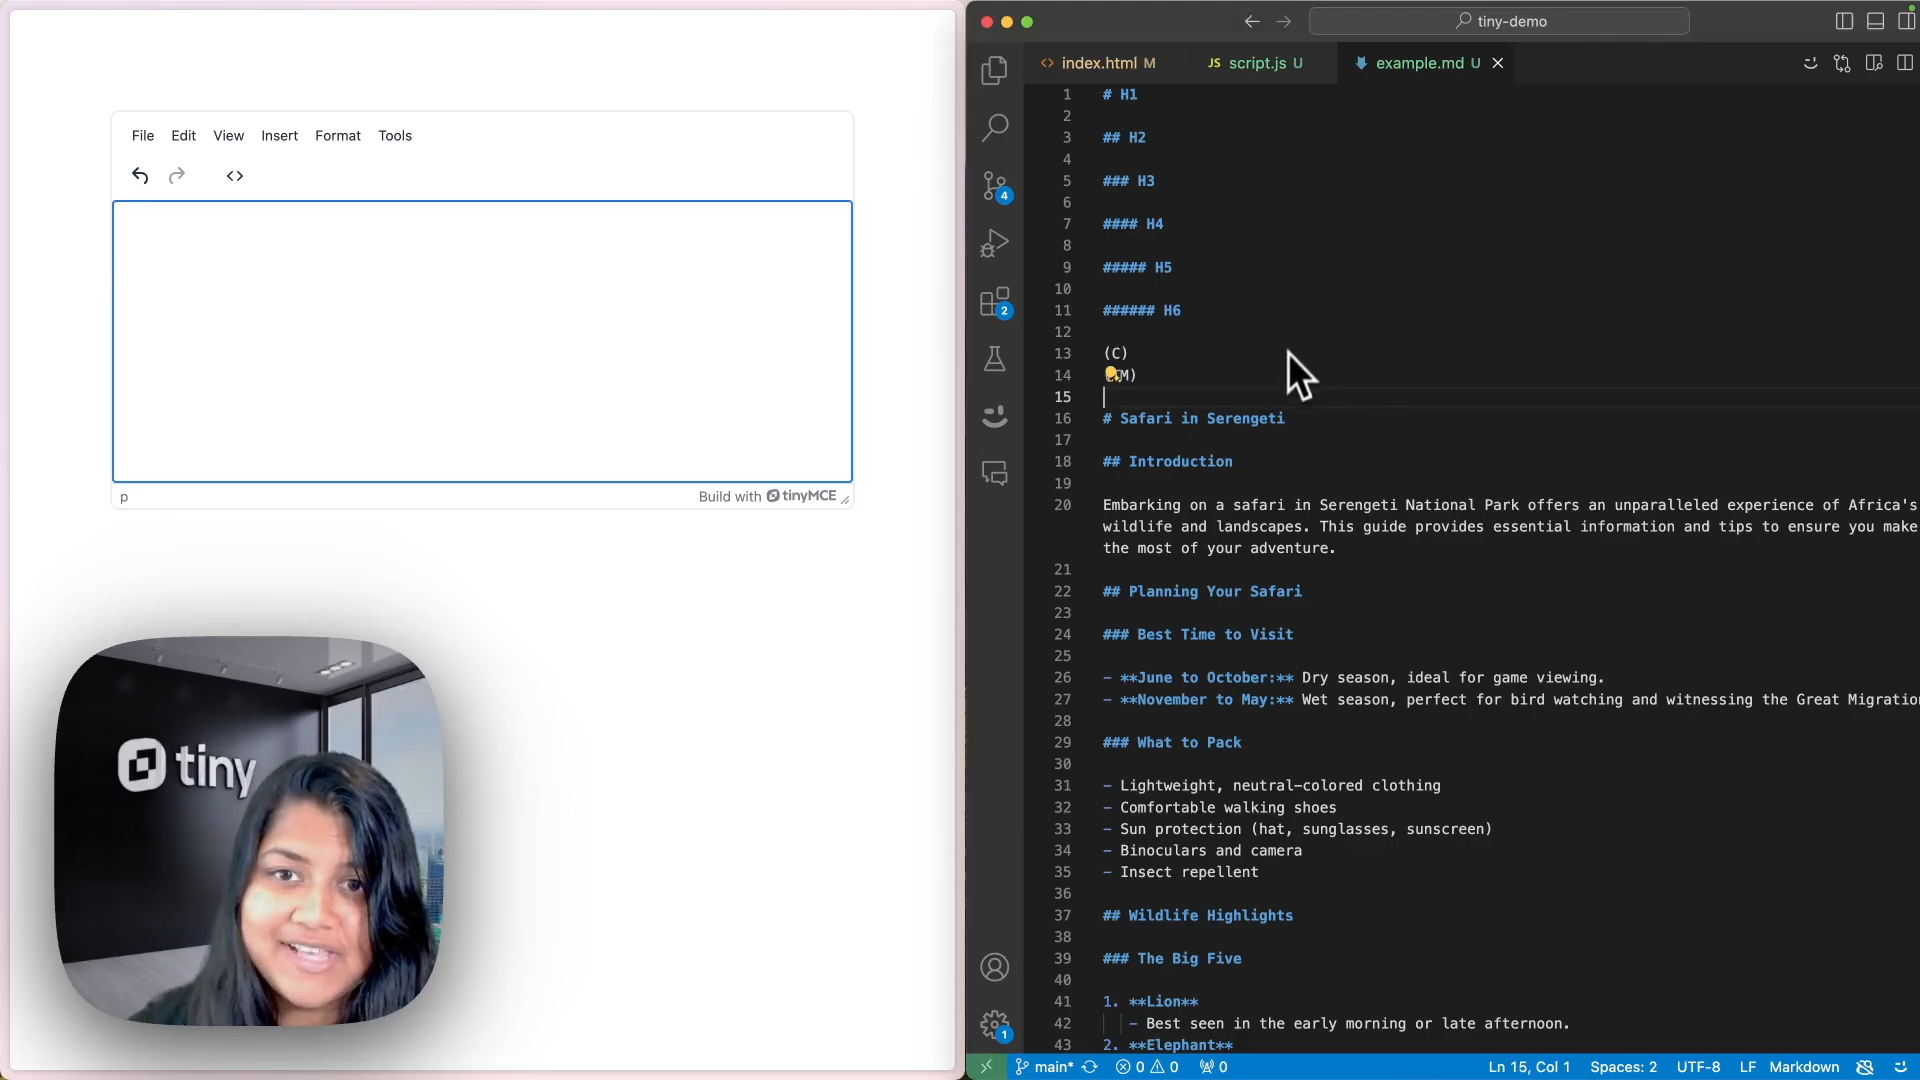 File Edit View Insert Format Tools
<>
p
Build with tinyMCE
tiny
tiny-demo
<> index.html M
JS script.js U
example.md U
4
2
1
1 # H1
2
3 ## H2
4
5 ### H3
6
7 #### H4
8
9 ##### H5
10
11 ###### H6
12
13 (C)
14 M)
15
16 # Safari in Serengeti
17
18 ## Introduction
19
20 Embarking on a safari in Serengeti National Park offers an unparalleled experience of Africa's
wildlife and landscapes. This guide provides essential information and tips to ensure you make
the most of your adventure.
21
22 ## Planning Your Safari
23
24 ### Best Time to Visit
25
26 - **June to October:** Dry season, ideal for game viewing.
27 - **November to May:** Wet season, perfect for bird watching and witnessing the Great Migratio
28
29 ### What to Pack
30
31 - Lightweight, neutral-colored clothing
32 - Comfortable walking shoes
33 - Sun protection (hat, sunglasses, sunscreen)
34 - Binoculars and camera
35 - Insect repellent
36
37 ## Wildlife Highlights
38
39 ### The Big Five
40
41 1. **Lion**
42 - Best seen in the early morning or late afternoon.
43 2. **Elephant**
main* 0 0 0 Ln 15, Col 1 Spaces: 2 UTF-8 LF Markdown